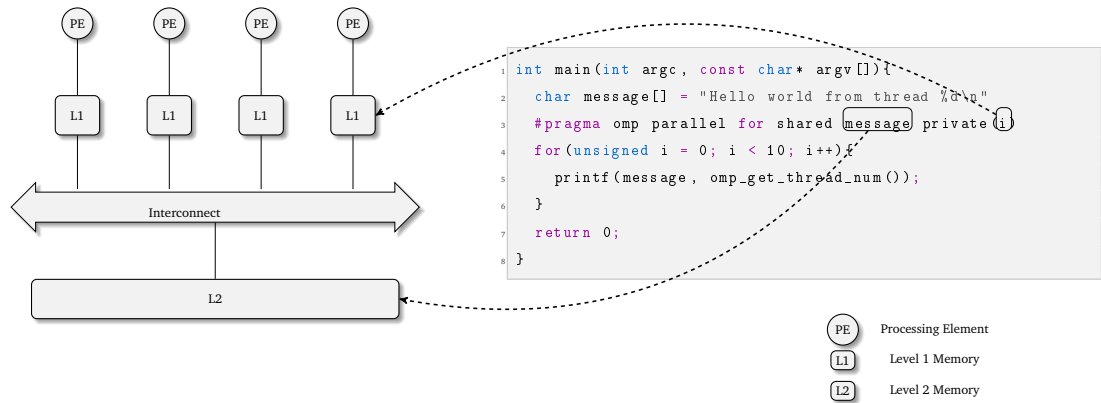 PE PE PE PE
L1 L1 L1 L1
Interconnect
L2
1 int main(int argc, const char* argv[]){
2 char message[] = "Hello world from thread %d\n"
3 #pragma omp parallel for shared message private(i)
4 for(unsigned i = 0; i < 10; i++){
5 printf(message, omp_get_thread_num());
6 }
7 return 0;
8 }
PE Processing Element
L1 Level 1 Memory
L2 Level 2 Memory